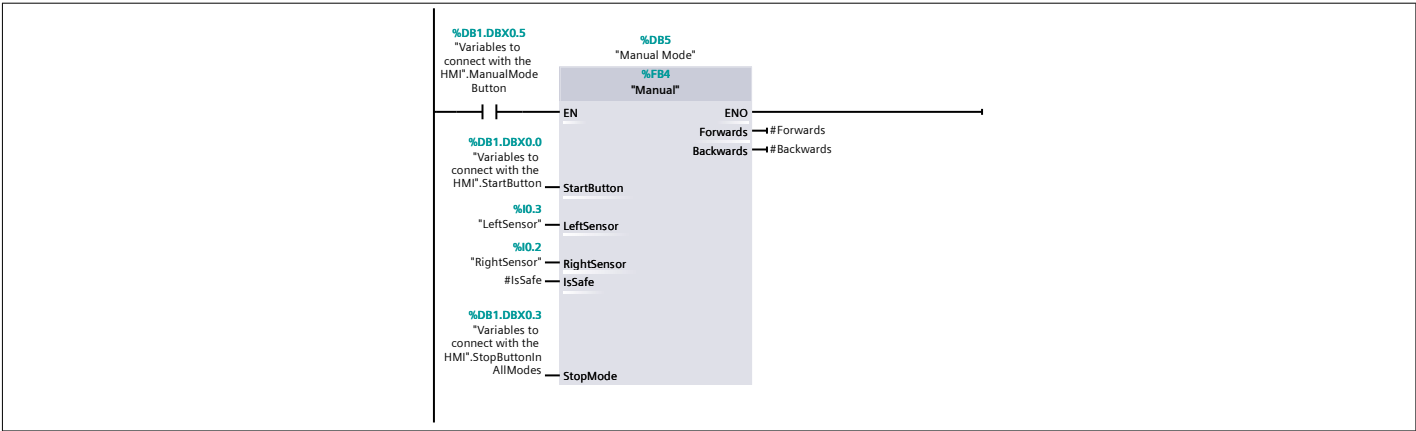 %DB1.DBX0.5
"Variables to
connect with the
HMI".ManualMode
Button
%DB5
"Manual Mode"
%FB4
"Manual"
EN
ENO
Forwards
#Forwards
Backwards
#Backwards
%DB1.DBX0.0
"Variables to
connect with the
HMI".StartButton
StartButton
%I0.3
"LeftSensor"
LeftSensor
%I0.2
"RightSensor"
RightSensor
#IsSafe
IsSafe
%DB1.DBX0.3
"Variables to
connect with the
HMI".StopButtonIn
AllModes
StopMode